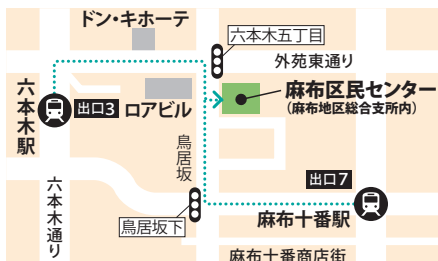 ドン・キホーテ
六本木五丁目
外苑東通り
六本木駅
出口3
ロアビル
麻布区民センター
（麻布地区総合支所内）
鳥居坂
六本木通り
出口7
鳥居坂下
麻布十番駅
麻布十番商店街